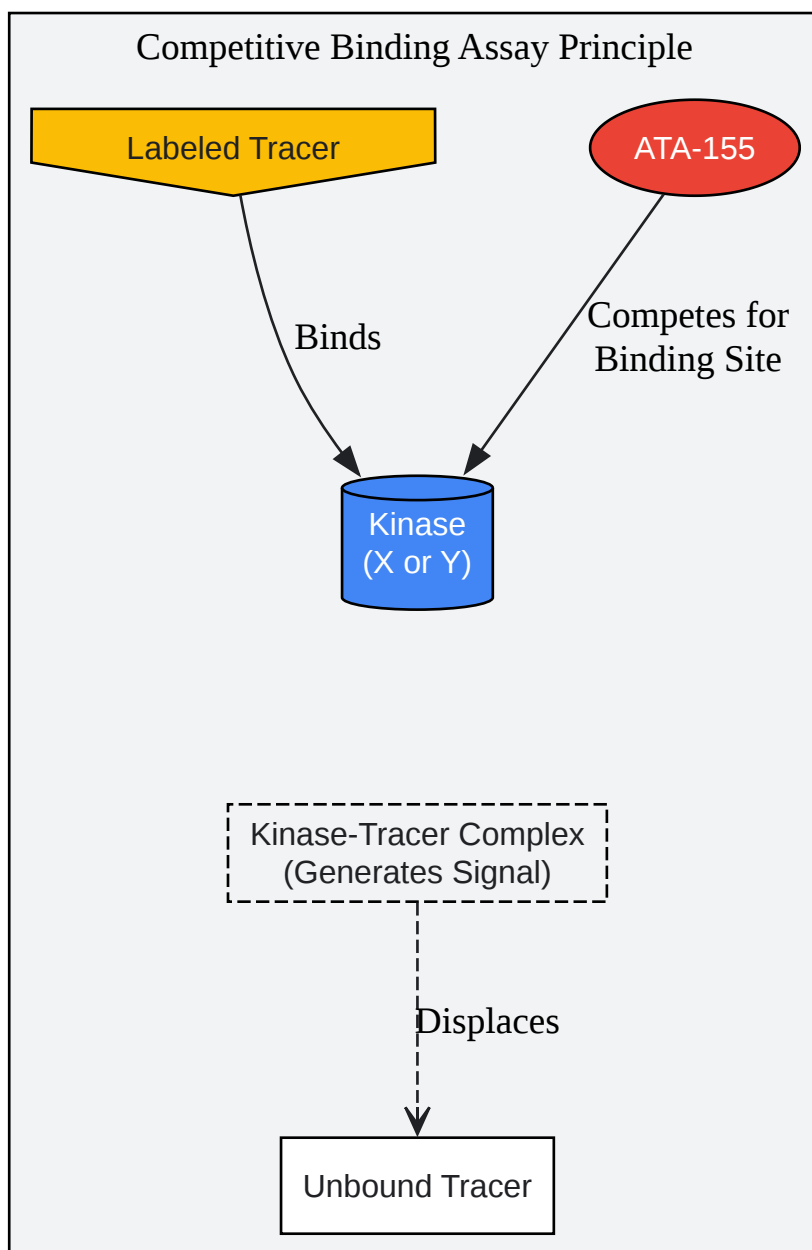 Competitive Binding Assay Principle
Labeled Tracer
ATA-155
Binds
Competes for
Binding Site
Kinase
(X or Y)
Kinase-Tracer Complex
(Generates Signal)
Displaces
Unbound Tracer